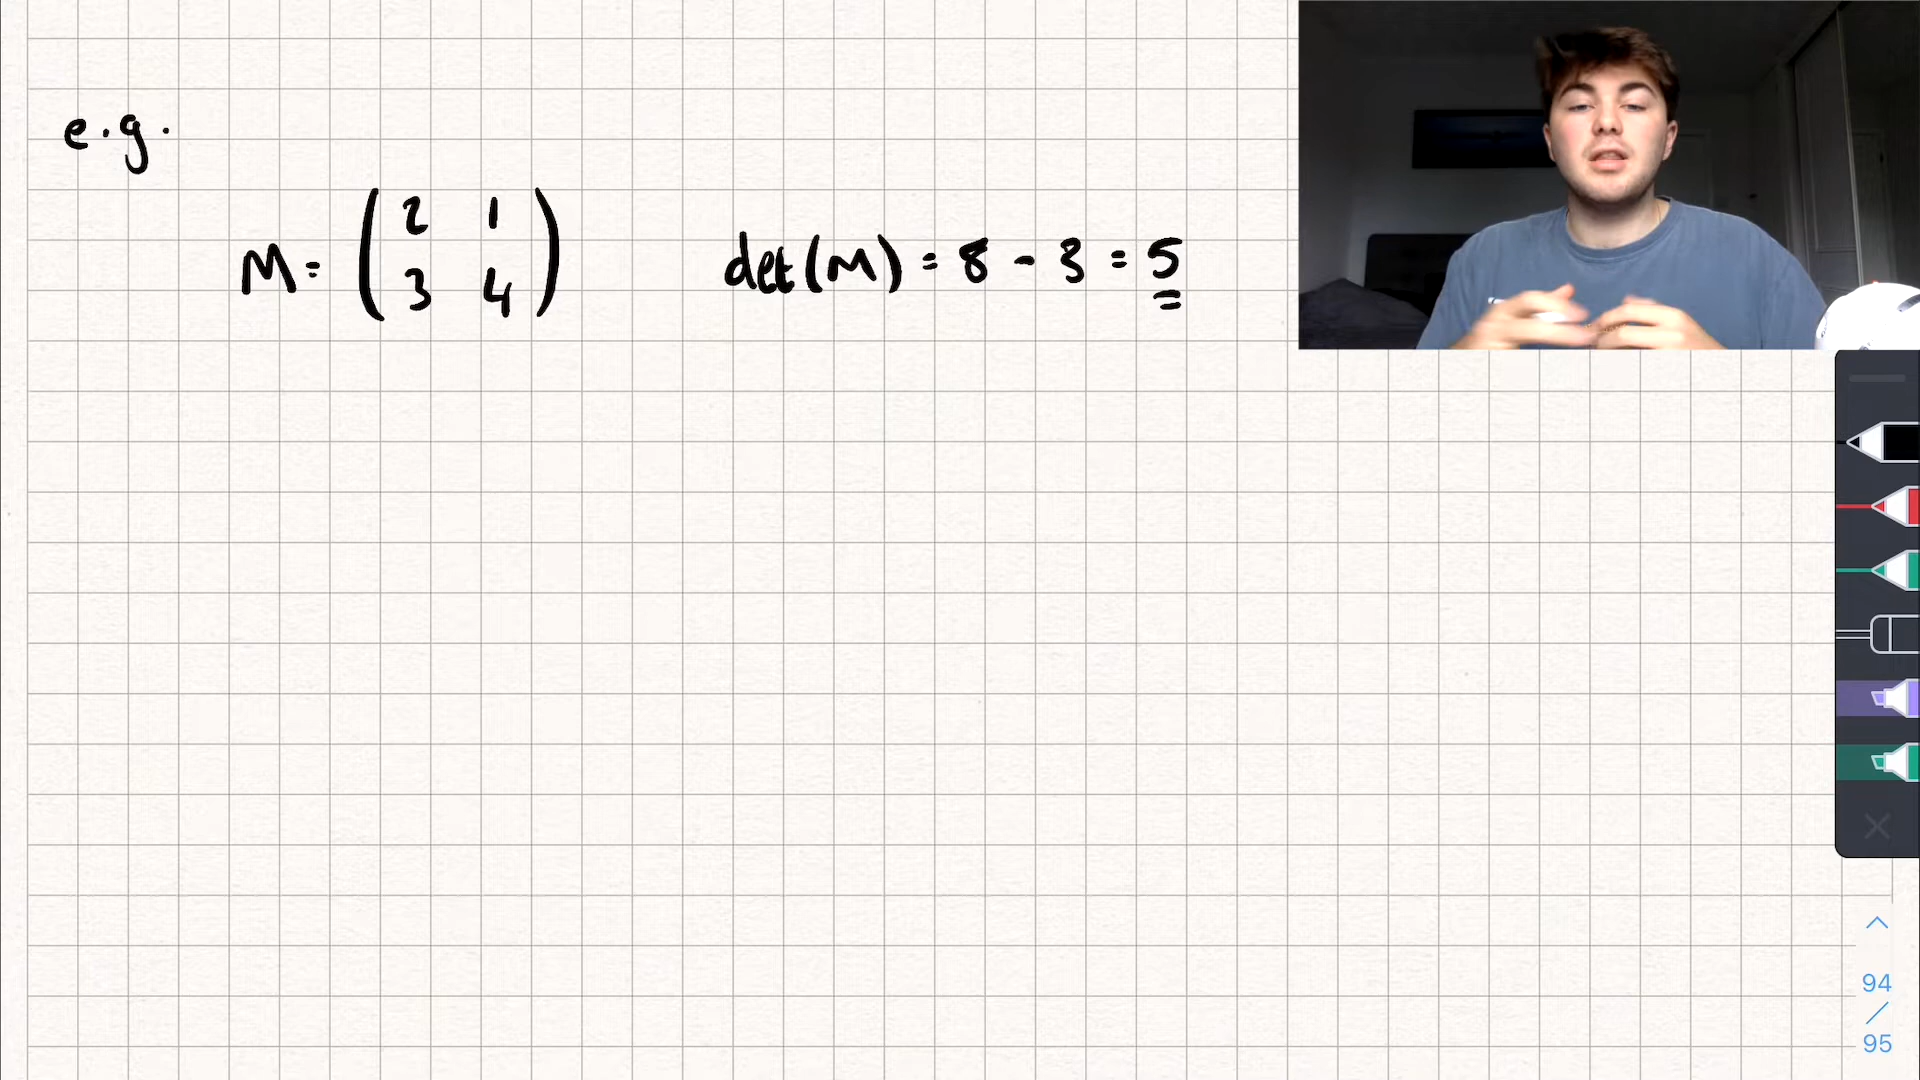 e.g.
M = ( 2 1
3 4 )
det(M) = 8 - 3 = 5
94
/
95